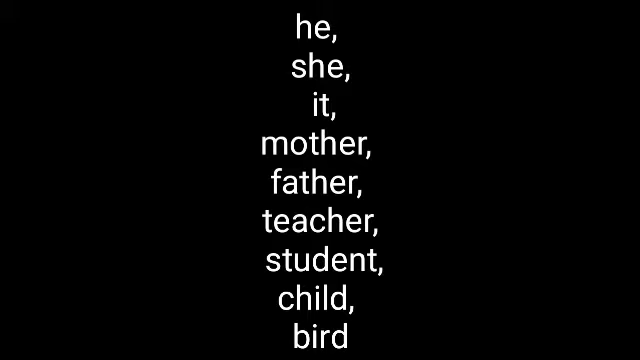 he,
she,
it,
mother,
father,
teacher,
student,
child,
bird